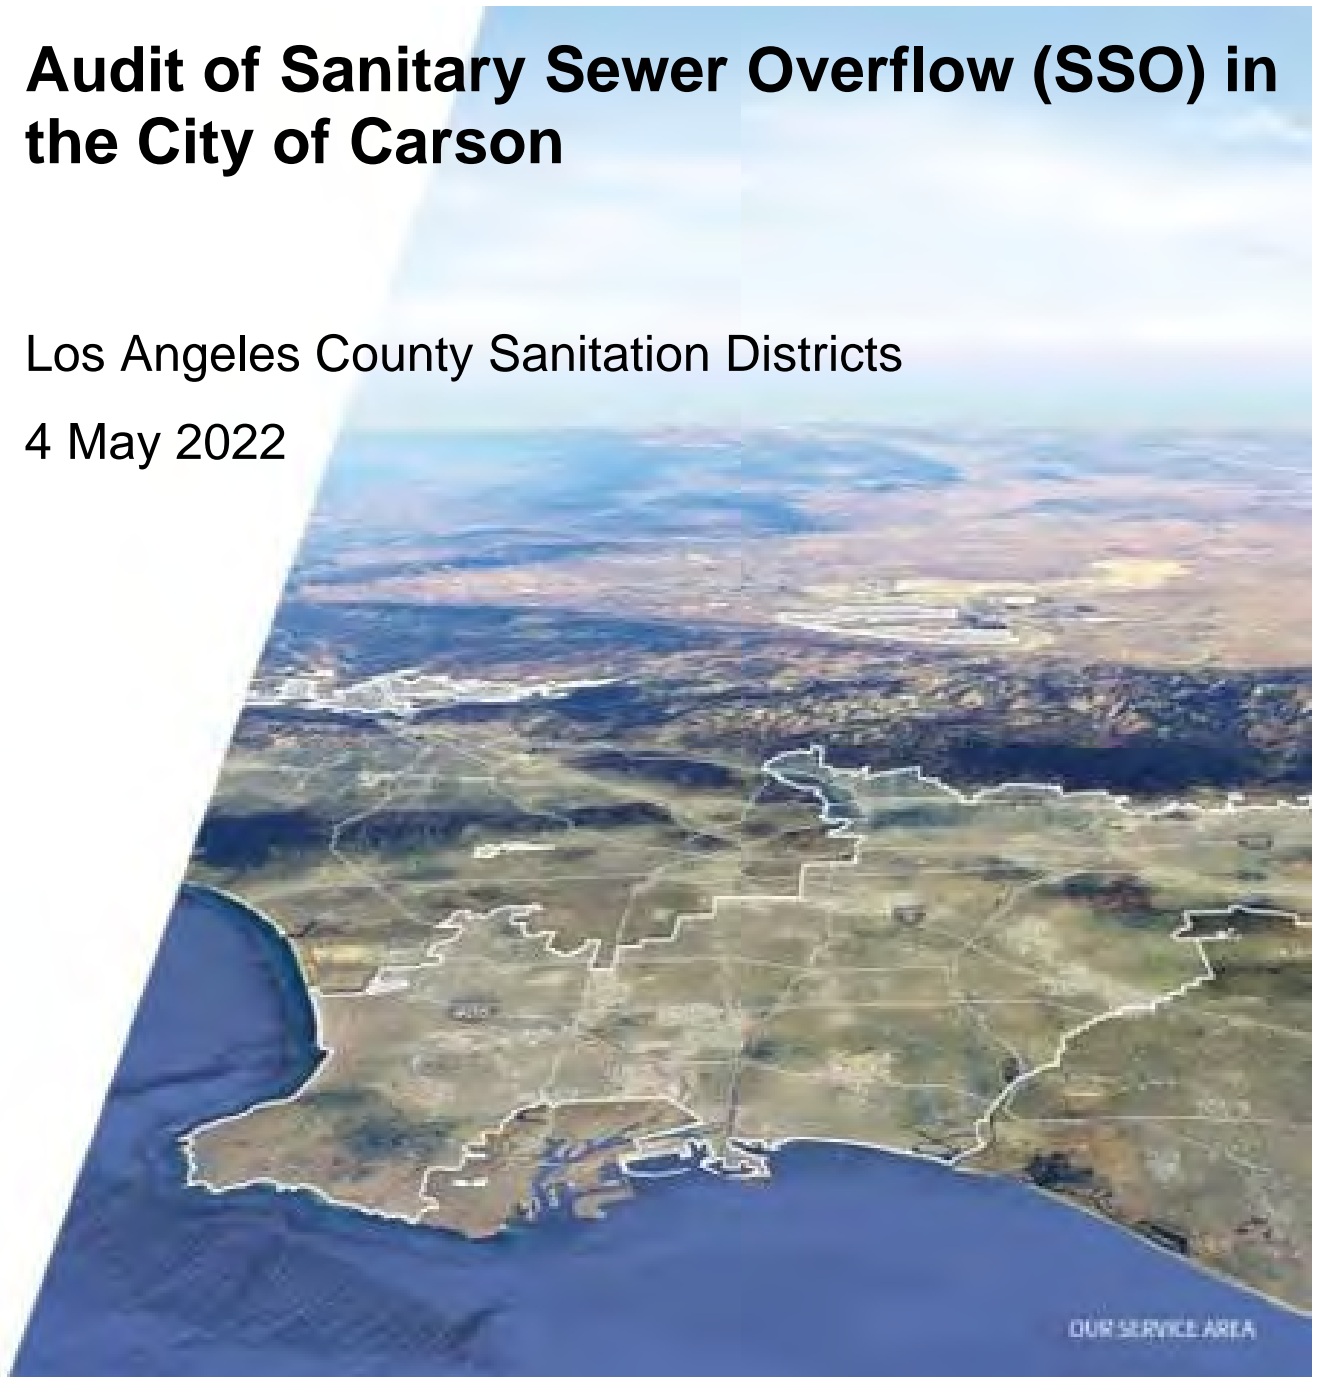 Audit of Sanitary Sewer Overflow (SSO) in
the City of Carson
Los Angeles County Sanitation Districts
4 May 2022
OUR SERVICE AREA